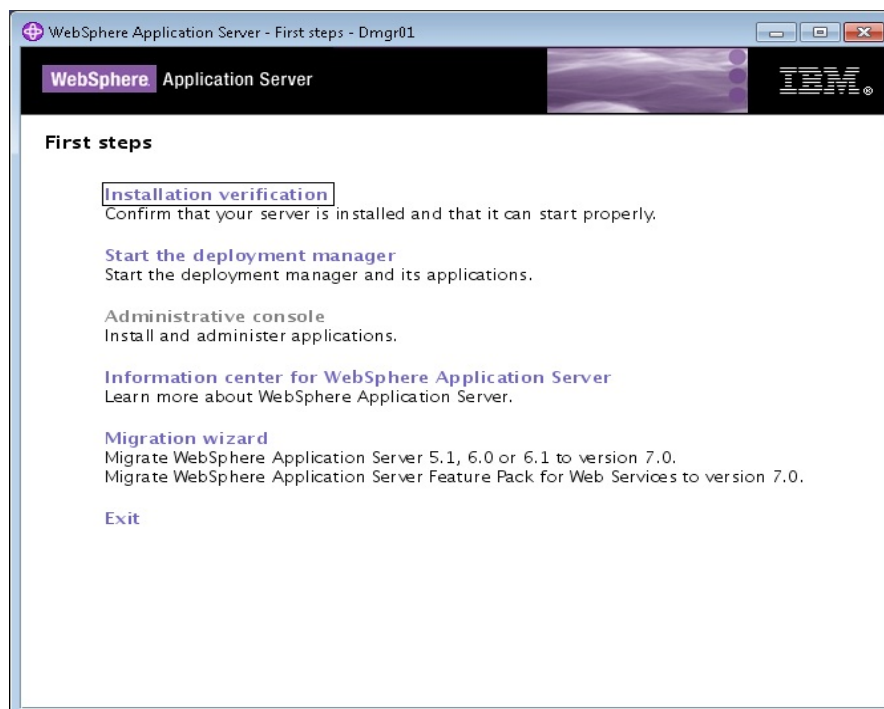 WebSphere Application Server - First steps - Dmgr01
WebSphere. Application Server
IBM®
First steps
Installation verification
Confirm that your server is installed and that it can start properly.
Start the deployment manager
Start the deployment manager and its applications.
Administrative console
Install and administer applications.
Information center for WebSphere Application Server
Learn more about WebSphere Application Server.
Migration wizard
Migrate WebSphere Application Server 5.1, 6.0 or 6.1 to version 7.0.
Migrate WebSphere Application Server Feature Pack for Web Services to version 7.0.
Exit